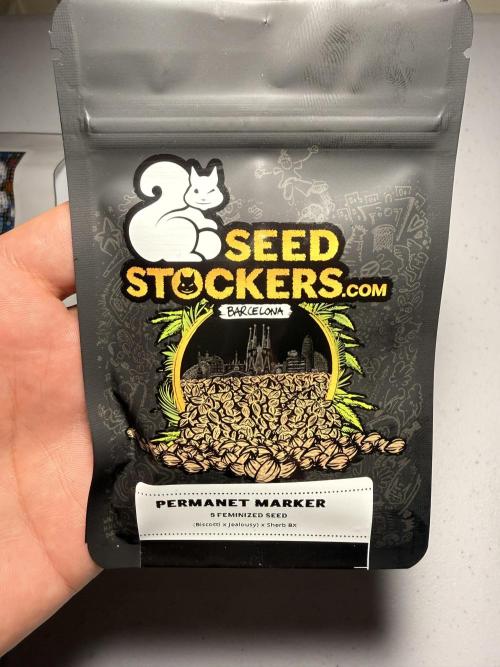 SEED
STOCKERS.COM
BARCELONA
PERMANET MARKER
5 FEMINIZED SEED
(Biscotti x Jealousy) x Sherb BX